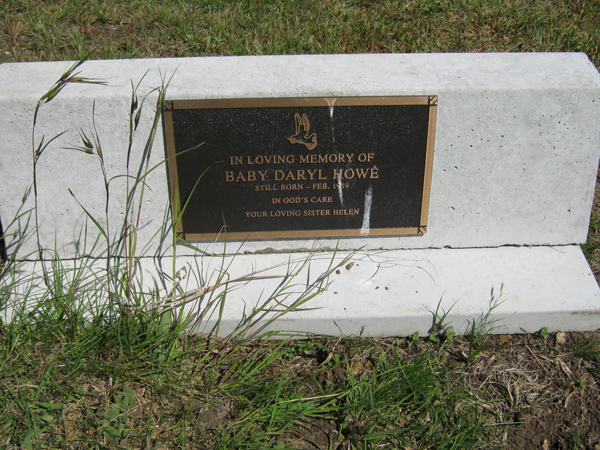 IN LOVING MEMORY OF
BABY DARYL HOWE
STILL BORN – FEB. 1959
IN GOD'S CARE
YOUR LOVING SISTER HELEN